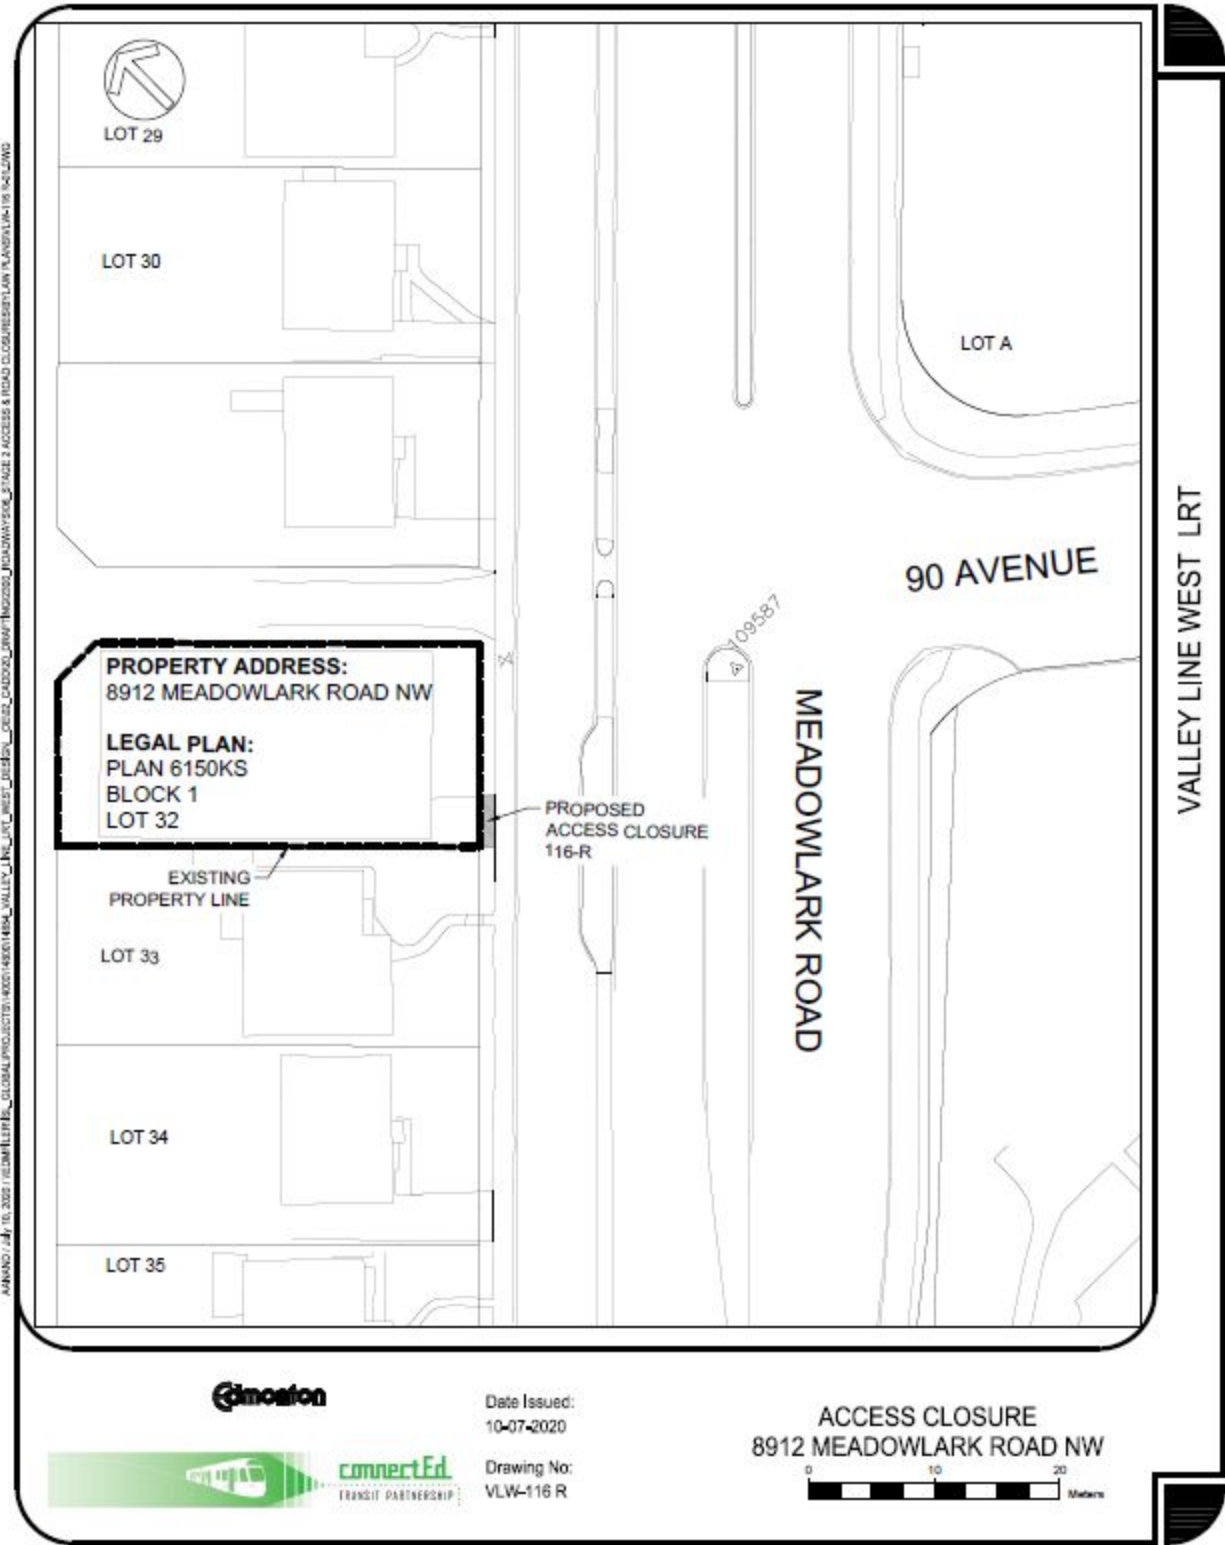 LOT 29
LOT 30
LOT A
90 AVENUE
109587
PROPERTY ADDRESS:
8912 MEADOWLARK ROAD NW
LEGAL PLAN:
PLAN 6150KS
BLOCK 1
LOT 32
PROPOSED
ACCESS CLOSURE
116-R
EXISTING
PROPERTY LINE
MEADOWLARK ROAD
LOT 33
LOT 34
LOT 35
VALLEY LINE WEST LRT
Edmonton
connectEd
TRANSIT PARTNERSHIP
Date Issued:
10-07-2020
Drawing No:
VLW-116 R
ACCESS CLOSURE
8912 MEADOWLARK ROAD NW
0 10 20
Meters